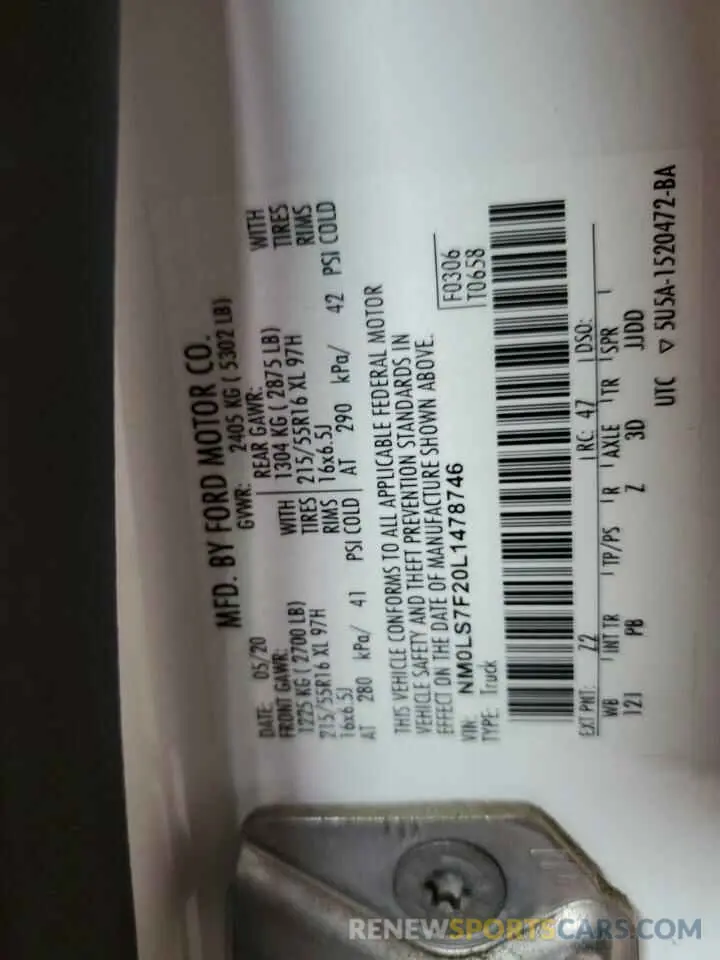 MFD. BY FORD MOTOR CO.
DATE: 05/20 GVWR: 2405 KG ( 5302 LB)
FRONT GAWR: REAR GAWR:
1225 KG ( 2700 LB) WITH 1304 KG ( 2875 LB) WITH
215/55R16 XL 97H TIRES 215/55R16 XL 97H TIRES
16x6.5J RIMS 16x6.5J RIMS
AT 280 kPa/ 41 PSI COLD AT 290 kPa/ 42 PSI COLD
THIS VEHICLE CONFORMS TO ALL APPLICABLE FEDERAL MOTOR
VEHICLE SAFETY AND THEFT PREVENTION STANDARDS IN
EFFECT ON THE DATE OF MANUFACTURE SHOWN ABOVE.
VIN: NM0LS7F20L1478746 F0306
TYPE: Truck T0658
EXT PNT: Z2 RC: 47 DSO:
WB INT TR TP/PS R AXLE TR SPR
121 PB Z 3D JJDD
UTC ▽ 5U5A-1520472-BA
RENEWSPORTSCARS.COM